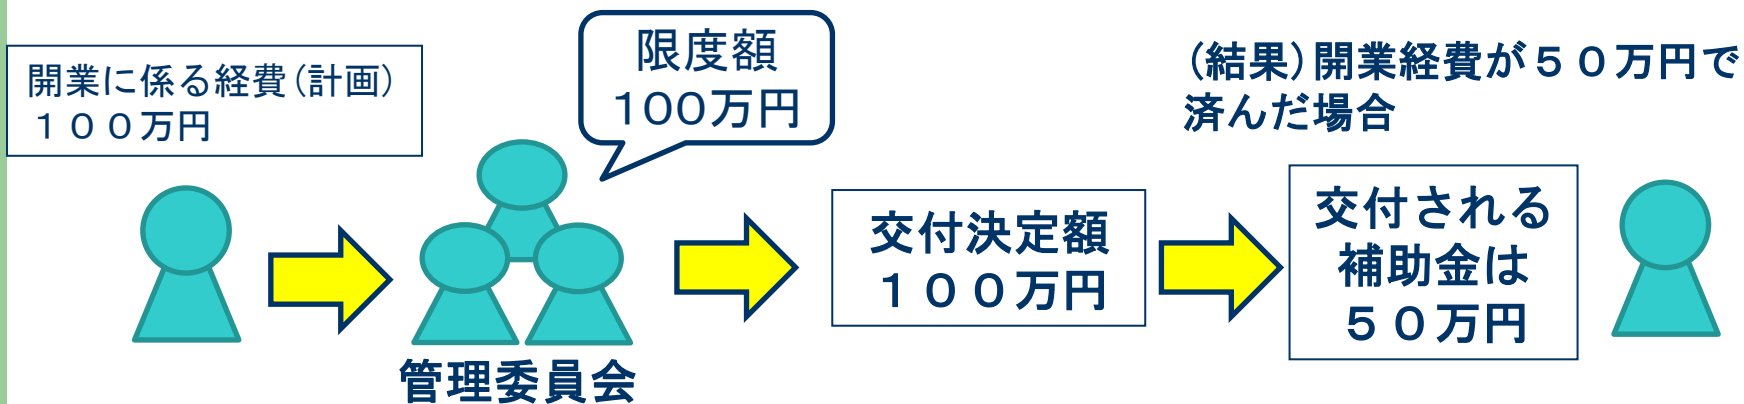 開業に係る経費(計画)
１００万円
限度額
100万円
管理委員会
交付決定額
１００万円
(結果)開業経費が５０万円で
済んだ場合
交付される
補助金は
５０万円